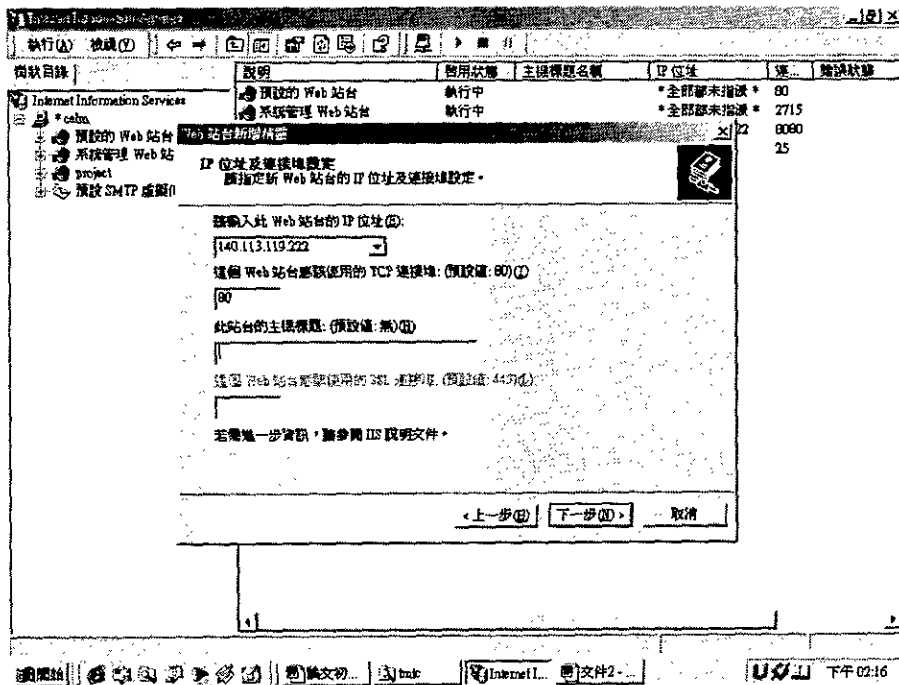 執行(A) 檢視(V)
樹狀目錄
說明 啓用狀態 主機標題名稱 IP 位址 連... 錯誤狀態
Internet Information Services
預設的 Web 站台 執行中 *全部都未指派* 80
系統管理 Web 站台 執行中 *全部都未指派* 2715
22 8080
25
預設的 Web 站台
系統管理 Web 站
project
預設 SMTP 虛擬
Web 站台新增精靈
IP 位址及連接埠設定
請指定新 Web 站台的 IP 位址及連接埠設定。
請輸入此 Web 站台的 IP 位址(E):
140.113.119.222
這個 Web 站台應該使用的 TCP 連接埠: (預設值: 80)(T)
80
此站台的主機標題: (預設值: 無)(H)
這個 Web 站台應該使用的 SSL 連接埠. (預設值: 443)(L):
若需進一步資訊，請參閱 IIS 說明文件。
<上一步(B) 下一步(N)> 取消
開始 論文初... tmic Internet I... 文件2 - ... 下午 02:16